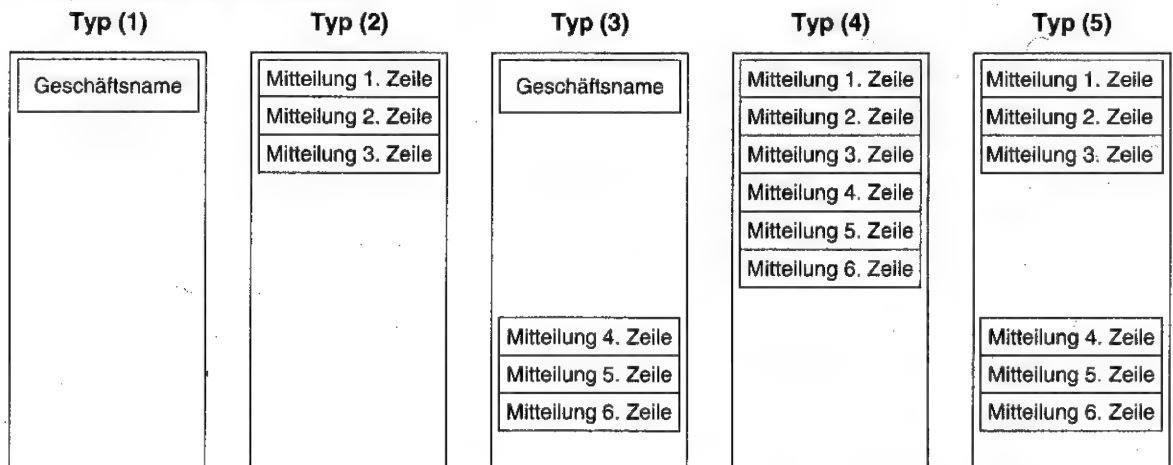 Typ (1)
Geschäftsname
Typ (2)
Mitteilung 1. Zeile
Mitteilung 2. Zeile
Mitteilung 3. Zeile
Typ (3)
Geschäftsname
Mitteilung 4. Zeile
Mitteilung 5. Zeile
Mitteilung 6. Zeile
Typ (4)
Mitteilung 1. Zeile
Mitteilung 2. Zeile
Mitteilung 3. Zeile
Mitteilung 4. Zeile
Mitteilung 5. Zeile
Mitteilung 6. Zeile
Typ (5)
Mitteilung 1. Zeile
Mitteilung 2. Zeile
Mitteilung 3. Zeile
Mitteilung 4. Zeile
Mitteilung 5. Zeile
Mitteilung 6. Zeile